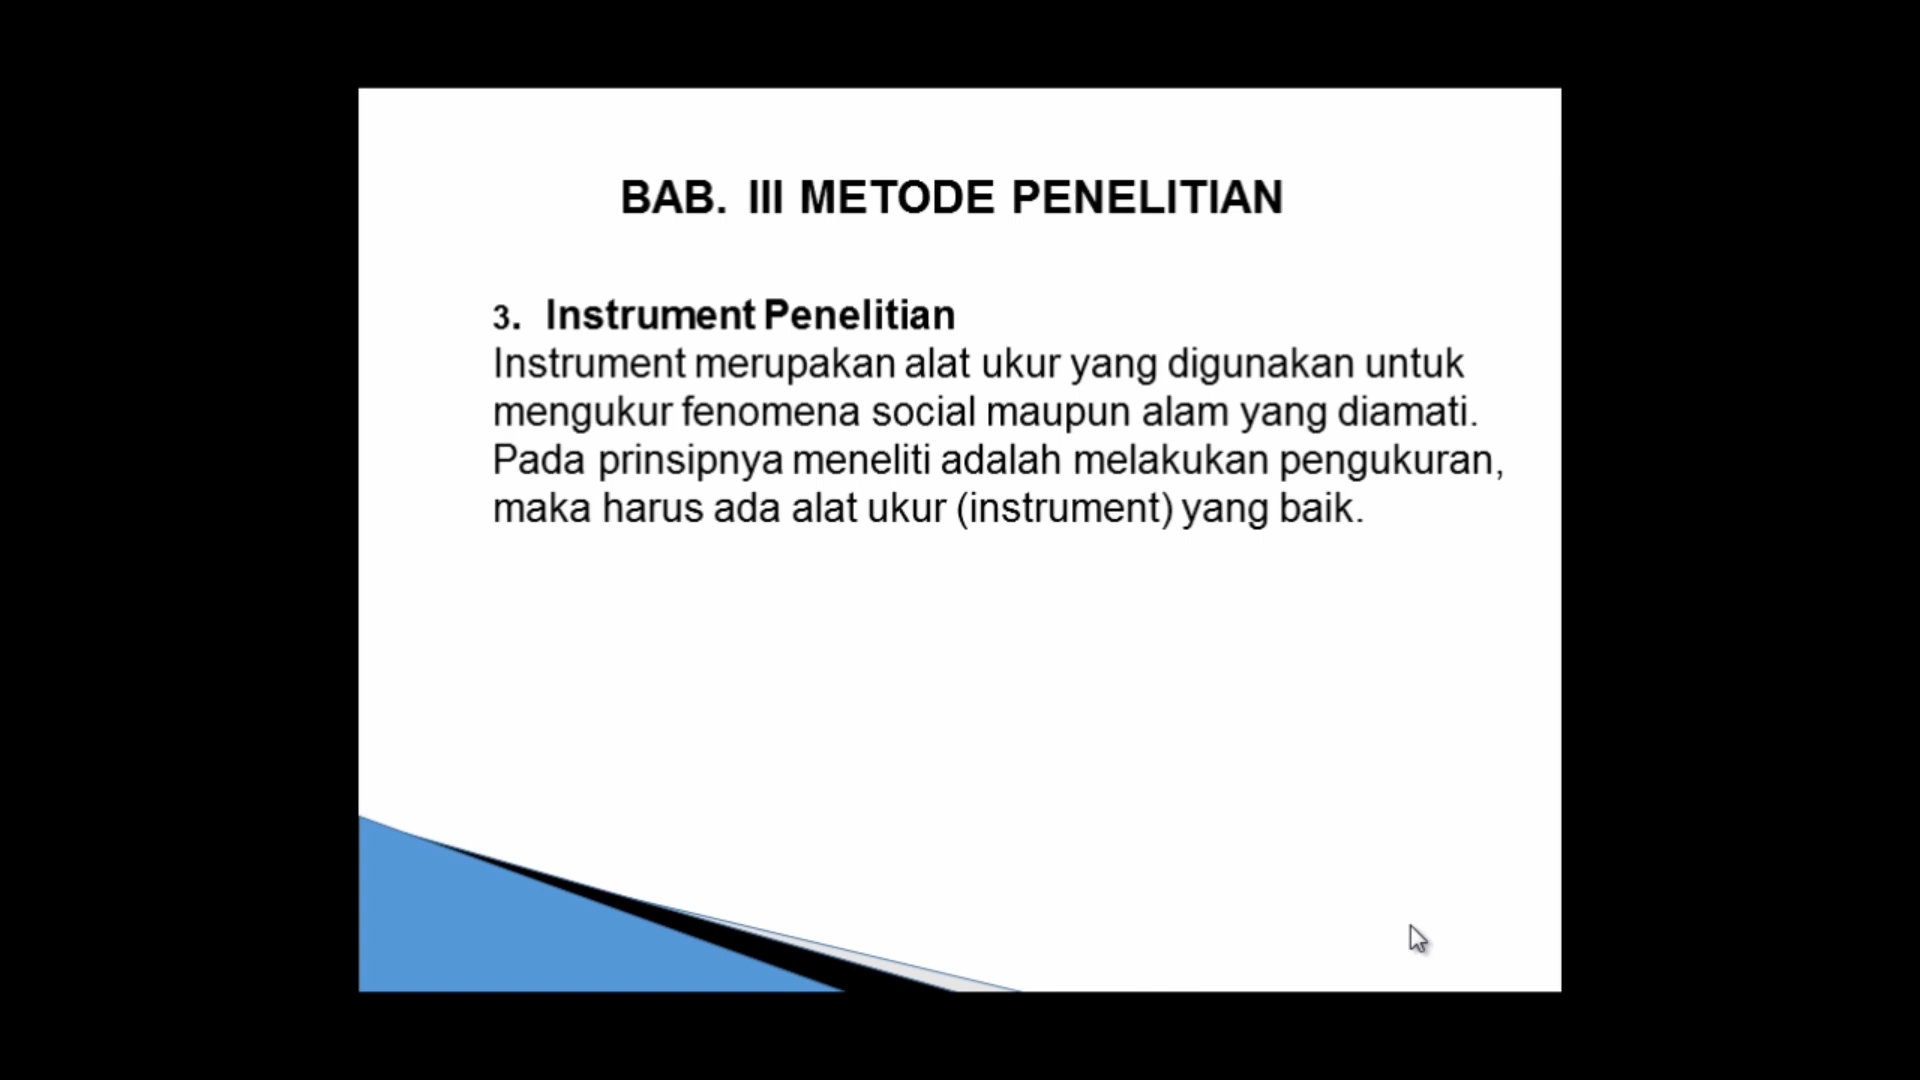 BAB. III METODE PENELITIAN
3. Instrument Penelitian
Instrument merupakan alat ukur yang digunakan untuk
mengukur fenomena social maupun alam yang diamati.
Pada prinsipnya meneliti adalah melakukan pengukuran,
maka harus ada alat ukur (instrument) yang baik.